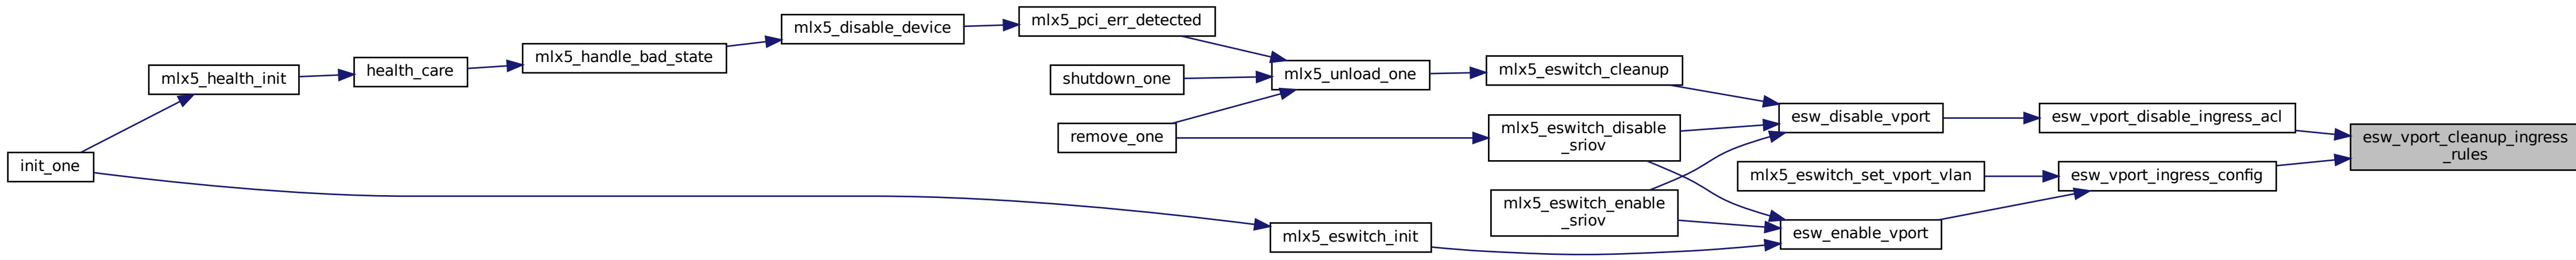 mlx5_pci_err_detected
mlx5_disable_device
mlx5_handle_bad_state
health_care
mlx5_health_init
shutdown_one
mlx5_unload_one
mlx5_eswitch_cleanup
remove_one
mlx5_eswitch_disable
_sriov
esw_disable_vport
esw_vport_disable_ingress_acl
esw_vport_cleanup_ingress
_rules
init_one
mlx5_eswitch_set_vport_vlan
esw_vport_ingress_config
mlx5_eswitch_enable
_sriov
mlx5_eswitch_init
esw_enable_vport